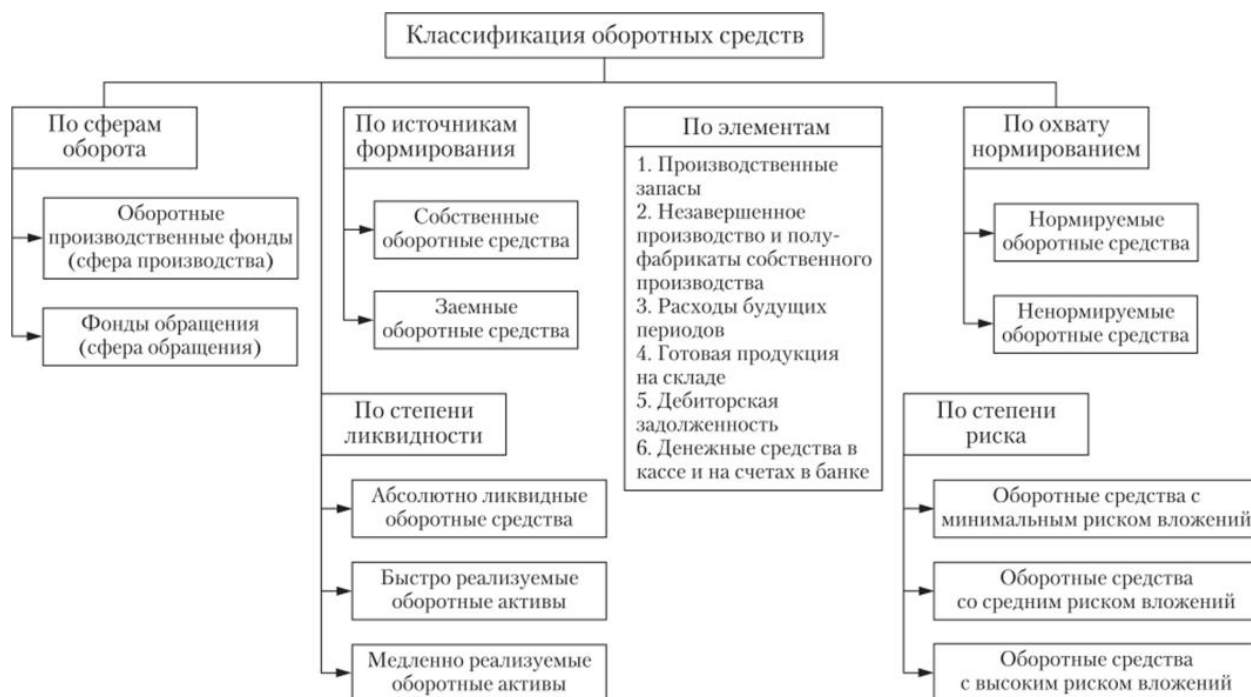 Классификация оборотных средств
По сферам
оборота
Оборотные
производственные фонды
(сфера производства)
Фонды обращения
(сфера обращения)
По источникам
формирования
Собственные
оборотные средства
Заемные
оборотные средства
По степени
ликвидности
Абсолютно ликвидные
оборотные средства
Быстро реализуемые
оборотные активы
Медленно реализуемые
оборотные активы
По элементам
1. Производственные
запасы
2. Незавершенное
производство и полу-
фабрикаты собственного
производства
3. Расходы будущих
периодов
4. Готовая продукция
на складе
5. Дебиторская
задолженность
6. Денежные средства в
кассе и на счетах в банке
По охвату
нормированием
Нормируемые
оборотные средства
Ненормируемые
оборотные средства
По степени
риска
Оборотные средства с
минимальным риском вложений
Оборотные средства
со средним риском вложений
Оборотные средства
с высоким риском вложений